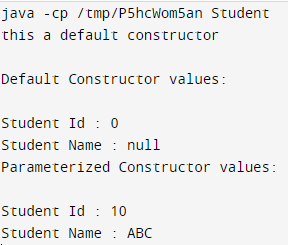 java -cp /tmp/P5hcWom5an Student
this a default constructor
Default Constructor values:
Student Id : 0
Student Name : null
Parameterized Constructor values:
Student Id : 10
Student Name : ABC